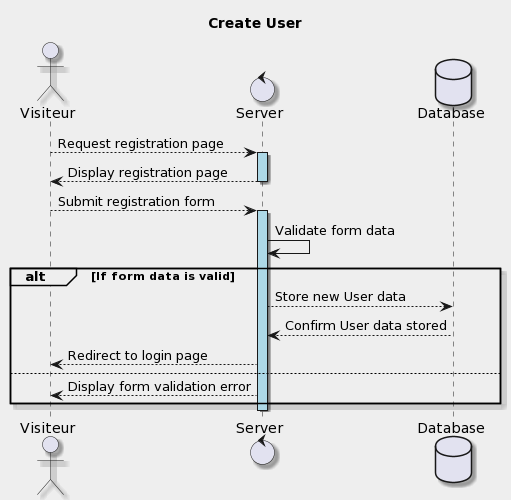 Create User
Visiteur
Server
Database
Request registration page
Display registration page
Submit registration form
Validate form data
alt
[If form data is valid]
Store new User data
Confirm User data stored
Redirect to login page
Display form validation error
Visiteur
Server
Database